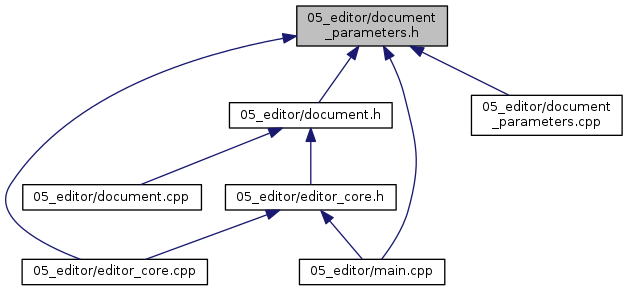 05_editor/document
_parameters.h
05_editor/document.h
05_editor/document
_parameters.cpp
05_editor/document.cpp
05_editor/editor_core.h
05_editor/editor_core.cpp
05_editor/main.cpp